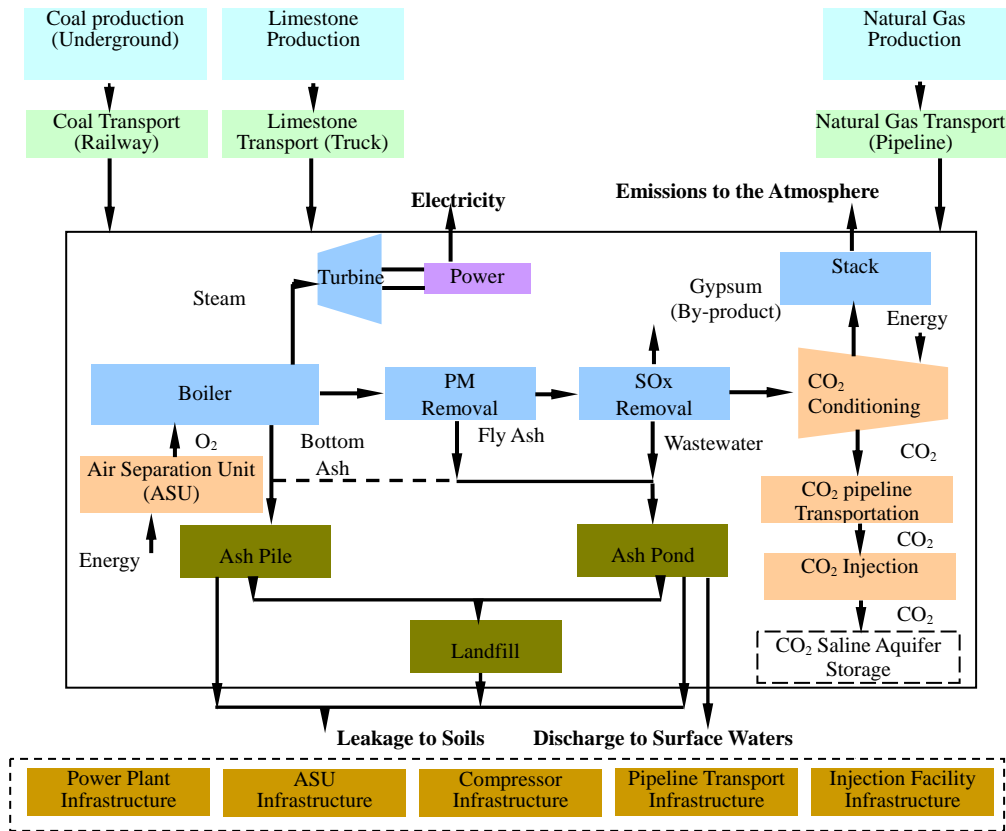 Coal production
(Underground)
Limestone
Production
Natural Gas
Production
Coal Transport
(Railway)
Limestone
Transport (Truck)
Natural Gas Transport
(Pipeline)
Electricity
Emissions to the Atmosphere
Turbine
Power
Steam
Gypsum
(By-product)
Stack
Energy
Boiler
PM
Removal
SOx
Removal
CO₂
Conditioning
O₂
Bottom
Ash
Fly Ash
Wastewater
CO₂
Air Separation Unit
(ASU)
CO₂ pipeline
Transportation
Energy
Ash Pile
Ash Pond
CO₂
CO₂ Injection
CO₂
Landfill
CO₂ Saline Aquifer
Storage
Leakage to Soils
Discharge to Surface Waters
Power Plant
Infrastructure
ASU
Infrastructure
Compressor
Infrastructure
Pipeline Transport
Infrastructure
Injection Facility
Infrastructure